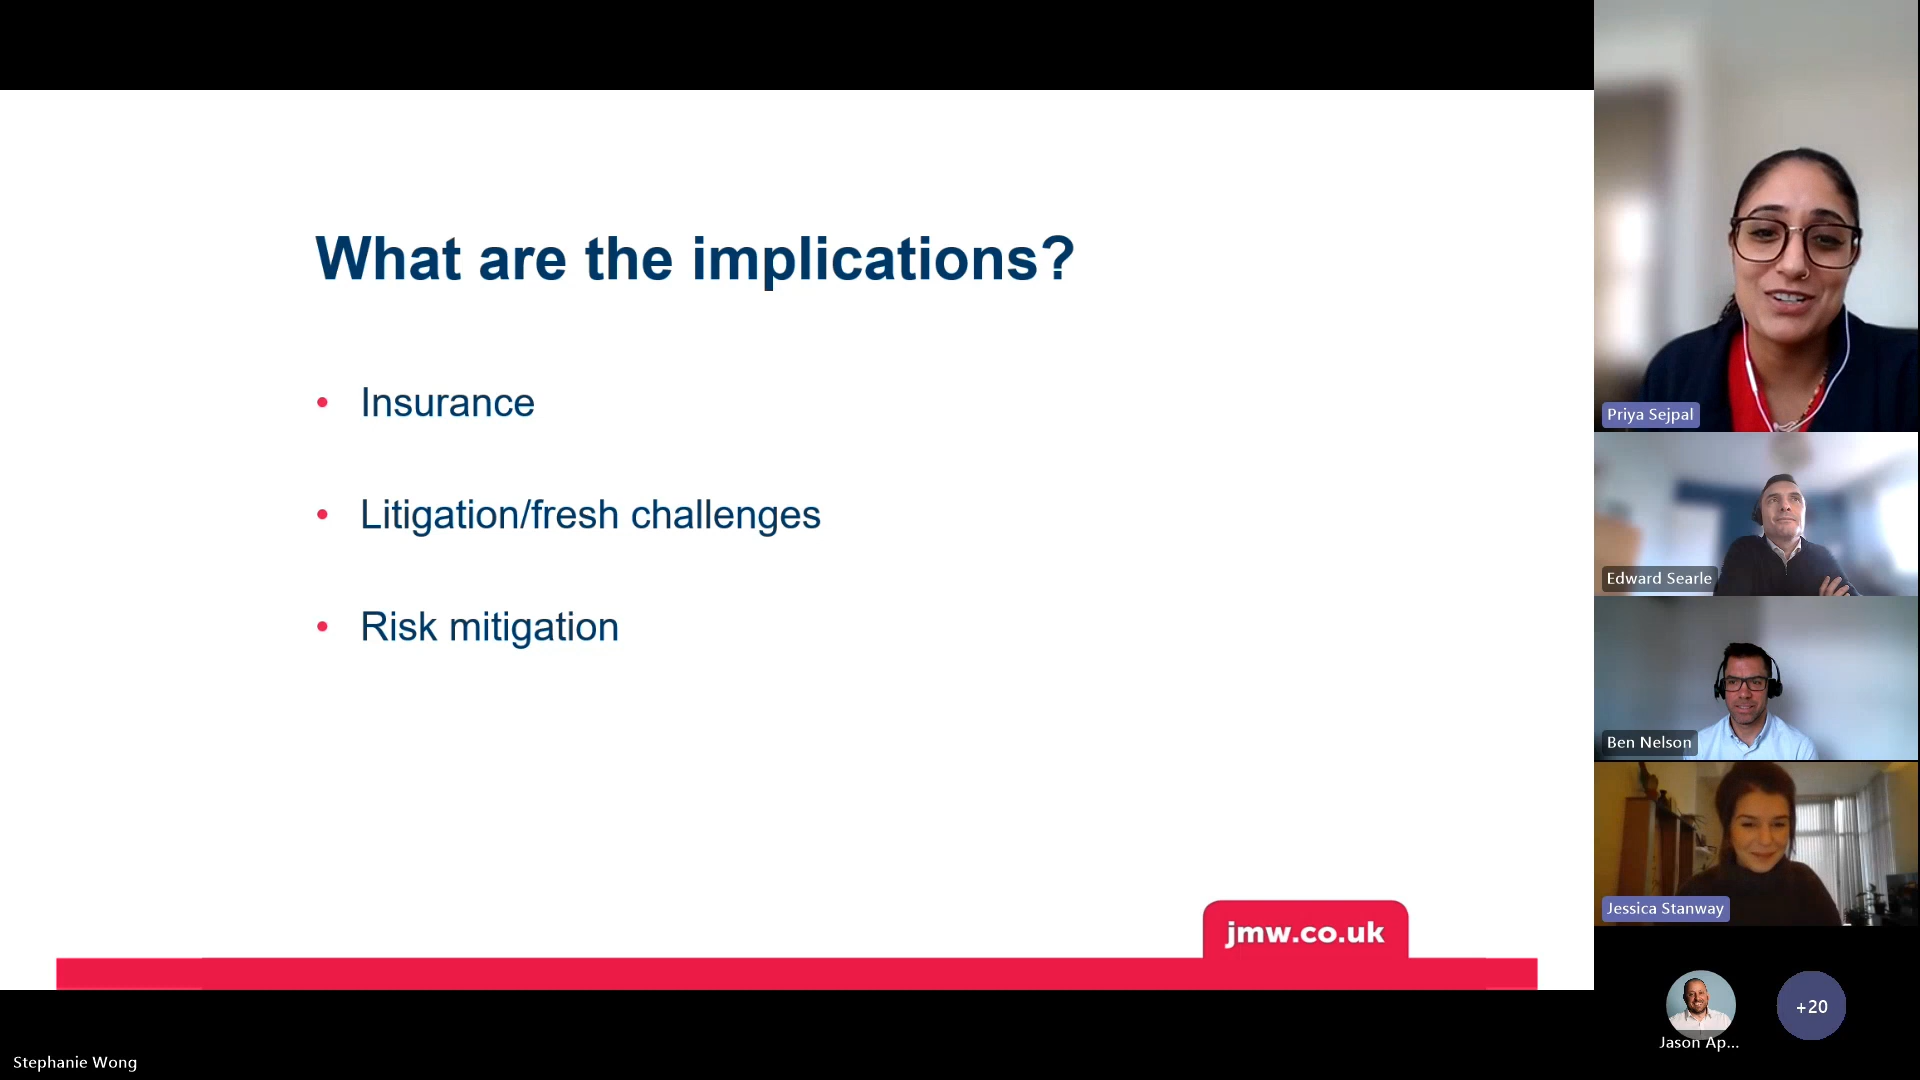 What are the implications?
• Insurance
• Litigation/fresh challenges
• Risk mitigation
jmw.co.uk
Stephanie Wong
Priya Sejpal
Edward Searle
Ben Nelson
Jessica Stanway
Jason Ap...
+20